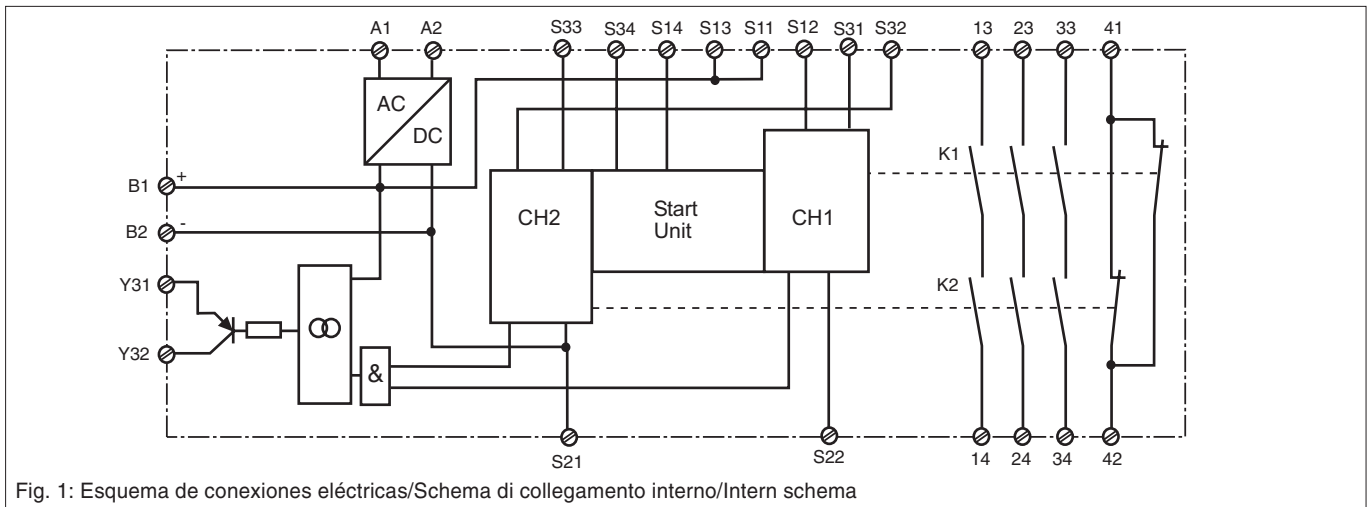 A1 A2 S33 S34 S14 S13 S11 S12 S31 S32 13 23 33 41
AC
DC
B1 +
B2 -
Y31
Y32
&
CH2
Start
Unit
CH1
K1
K2
S21 S22 14 24 34 42
Fig. 1: Esquema de conexiones eléctricas/Schema di collegamento interno/Intern schema